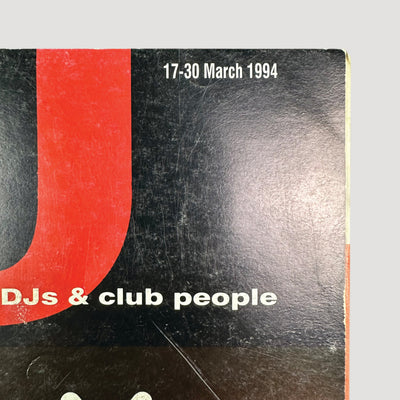 17-30 March 1994
J
DJs & club people